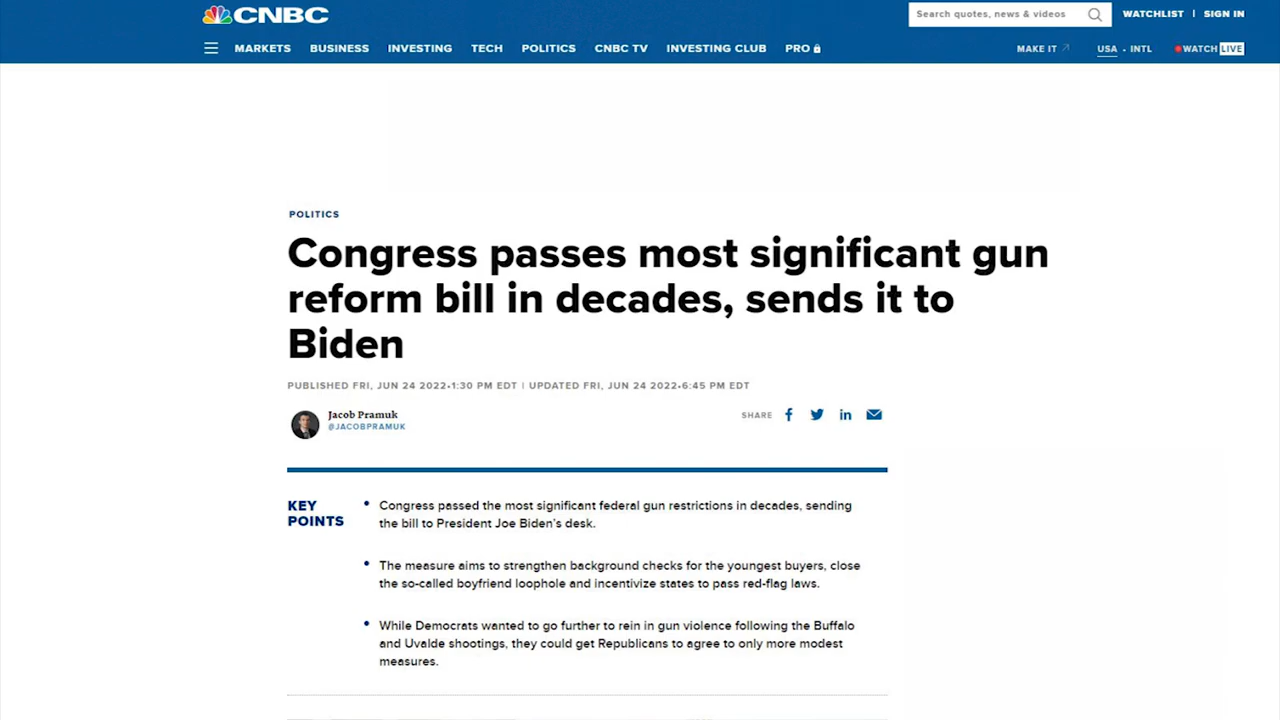 CNBC
Search quotes, news & videos
WATCHLIST | SIGN IN
MARKETS BUSINESS INVESTING TECH POLITICS CNBC TV INVESTING CLUB PRO
MAKE IT USA • INTL WATCH LIVE
POLITICS
Congress passes most significant gun
reform bill in decades, sends it to
Biden
PUBLISHED FRI, JUN 24 2022•1:30 PM EDT | UPDATED FRI, JUN 24 2022•6:45 PM EDT
Jacob Pramuk
@JACOBPRAMUK
SHARE
KEY
POINTS
• Congress passed the most significant federal gun restrictions in decades, sending
the bill to President Joe Biden's desk.
• The measure aims to strengthen background checks for the youngest buyers, close
the so-called boyfriend loophole and incentivize states to pass red-flag laws.
• While Democrats wanted to go further to rein in gun violence following the Buffalo
and Uvalde shootings, they could get Republicans to agree to only more modest
measures.